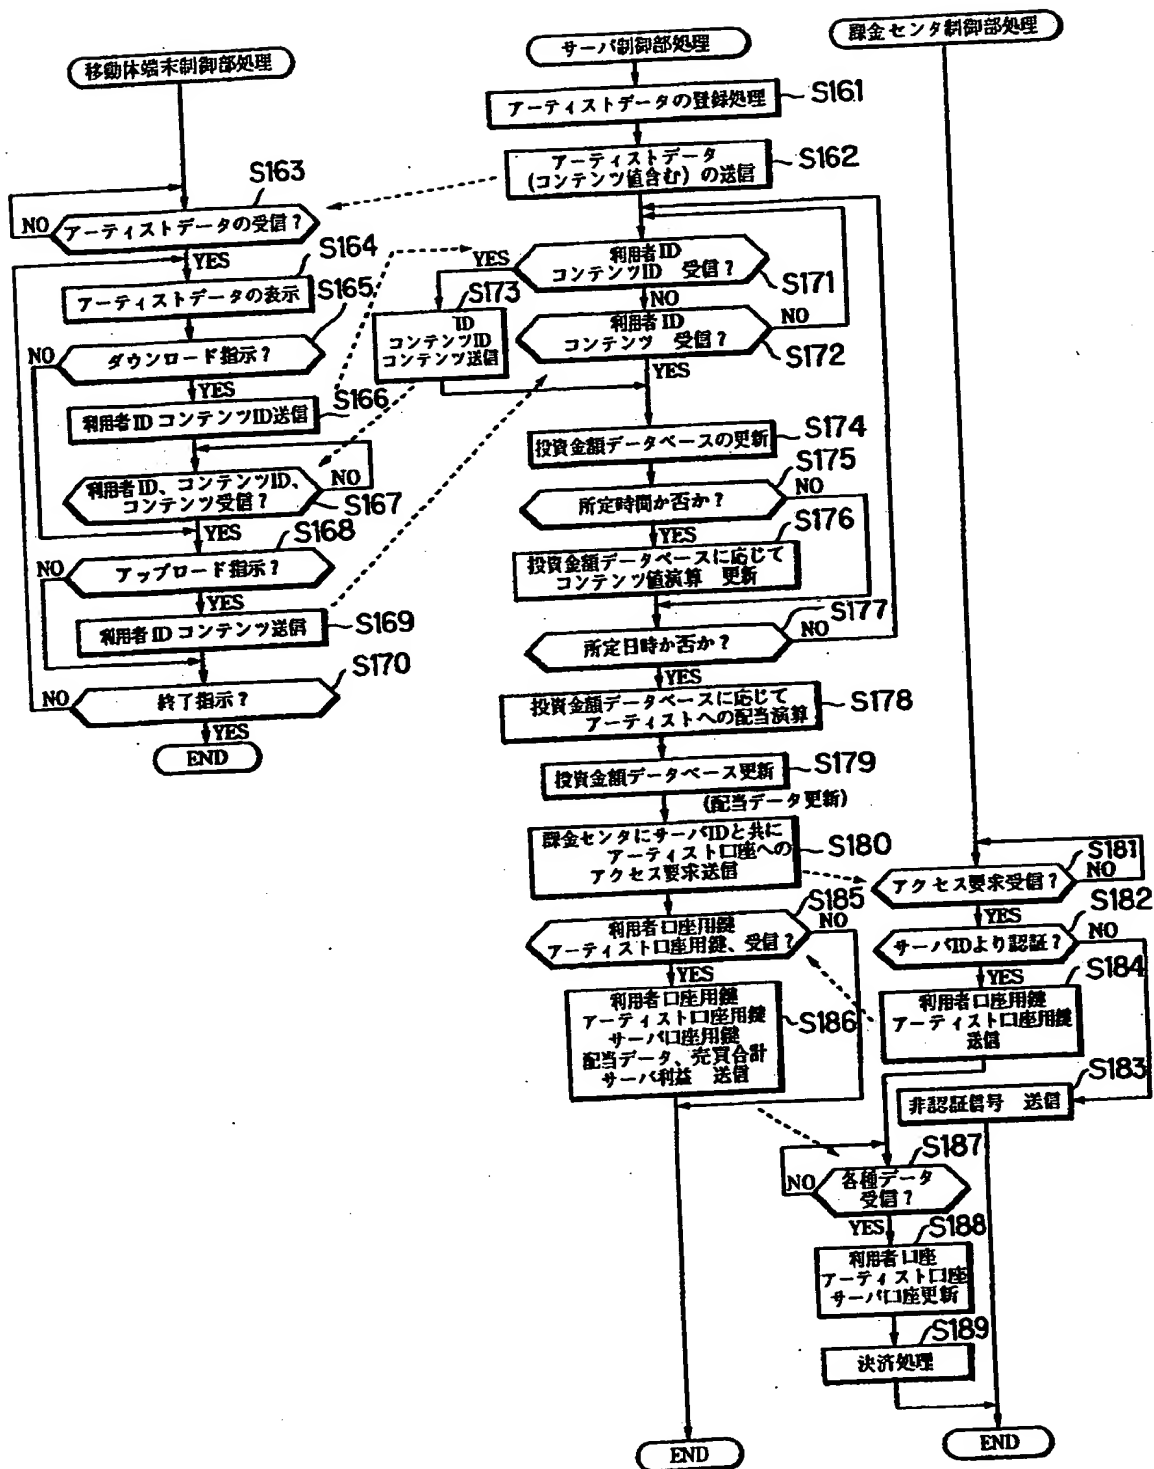 移動体端末制御部処理
S163
アーティストデータの受信?
NO
YES
S164
アーティストデータの表示
S165
ダウンロード指示?
NO
YES
S166
利用者ID コンテンツID送信
利用者ID、コンテンツID、
コンテンツ受信?
NO
S167
YES
S168
アップロード指示?
NO
YES
利用者ID コンテンツ送信
S169
S170
終了指示?
NO
YES
END
サーバ制御部処理
アーティストデータの登録処理
S161
アーティストデータ
(コンテンツ値含む)の送信
S162
利用者ID
コンテンツID 受信?
YES
S171
NO
S173
ID
コンテンツID
コンテンツ送信
利用者ID
コンテンツ 受信?
NO
S172
YES
投資金額データベースの更新
S174
S175
所定時間か否か?
NO
YES
S176
投資金額データベースに応じて
コンテンツ値演算 更新
S177
所定日時か否か?
NO
YES
投資金額データベースに応じて
アーティストへの配当演算
S178
投資金額データベース更新
S179
(配当データ更新)
課金センタにサーバIDと共に
アーティスト口座への
アクセス要求送信
S180
S185
利用者口座用鍵
アーティスト口座用鍵、受信?
NO
YES
利用者口座用鍵
アーティスト口座用鍵
サーバ口座用鍵
配当データ、売買合計
サーバ利益 送信
S186
END
課金センタ制御部処理
S181
アクセス要求受信?
NO
YES
S182
サーバIDより認証?
NO
YES
S184
利用者口座用鍵
アーティスト口座用鍵
送信
S183
非認証信号 送信
S187
各種データ
受信?
NO
YES
S188
利用者口座
アーティスト口座
サーバ口座更新
S189
決済処理
END